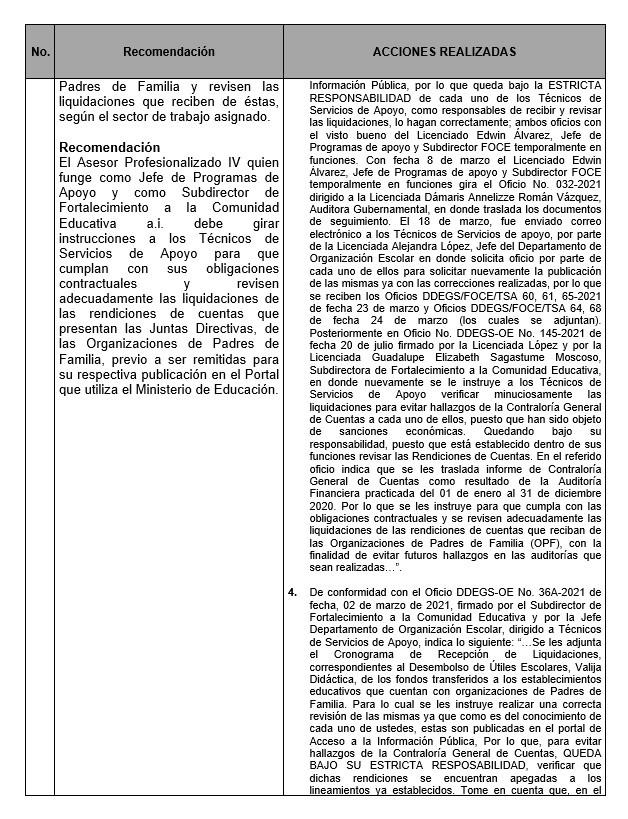 No.
Recomendación
ACCIONES REALIZADAS
Padres de Familia y revisen las
liquidaciones que reciben de éstas,
según el sector de trabajo asignado.
Recomendación
El Asesor Profesionalizado IV quien
funge como Jefe de Programas de
Apoyo y como Subdirector de
Fortalecimiento a la Comunidad
Educativa a.i. debe girar
instrucciones a los Técnicos de
Servicios de Apoyo para que
cumplan con sus obligaciones
contractuales y revisen
adecuadamente las liquidaciones de
las rendiciones de cuentas que
presentan las Juntas Directivas, de
las Organizaciones de Padres de
Familia, previo a ser remitidas para
su respectiva publicación en el Portal
que utiliza el Ministerio de Educación.
Información Pública, por lo que queda bajo la ESTRICTA
RESPONSABILIDAD de cada uno de los Técnicos de
Servicios de Apoyo, como responsables de recibir y revisar
las liquidaciones, lo hagan correctamente; ambos oficios con
el visto bueno del Licenciado Edwin Álvarez, Jefe de
Programas de apoyo y Subdirector FOCE temporalmente en
funciones. Con fecha 8 de marzo el Licenciado Edwin
Álvarez, Jefe de Programas de apoyo y Subdirector FOCE
temporalmente en funciones gira el Oficio No. 032-2021
dirigido a la Licenciada Dámaris Annelizze Román Vázquez,
Auditora Gubernamental, en donde traslada los documentos
de seguimiento. El 18 de marzo, fue enviado correo
electrónico a los Técnicos de Servicios de apoyo, por parte
de la Licenciada Alejandra López, Jefe del Departamento de
Organización Escolar en donde solicita oficio por parte de
cada uno de ellos para solicitar nuevamente la publicación
de las mismas ya con las correcciones realizadas, por lo que
se reciben los Oficios DDEGS/FOCE/TSA 60, 61, 65-2021
de fecha 23 de marzo y Oficios DDEGS/FOCE/TSA 64, 68
de fecha 24 de marzo (los cuales se adjuntan).
Posteriormente en Oficio No. DDEGS-OE No. 145-2021 de
fecha 20 de julio firmado por la Licenciada López y por la
Licenciada Guadalupe Elizabeth Sagastume Moscoso,
Subdirectora de Fortalecimiento a la Comunidad Educativa,
en donde nuevamente se le instruye a los Técnicos de
Servicios de Apoyo verificar minuciosamente las
liquidaciones para evitar hallazgos de la Contraloría General
de Cuentas a cada uno de ellos, puesto que han sido objeto
de sanciones económicas. Quedando bajo su
responsabilidad, puesto que está establecido dentro de sus
funciones revisar las Rendiciones de Cuentas. En el referido
oficio indica que se les traslada informe de Contraloría
General de Cuentas como resultado de la Auditoría
Financiera practicada del 01 de enero al 31 de diciembre
2020. Por lo que se les instruye para que cumpla con las
obligaciones contractuales y se revisen adecuadamente las
liquidaciones de las rendiciones de cuentas que reciban de
las Organizaciones de Padres de Familia (OPF), con la
finalidad de evitar futuros hallazgos en las auditorías que
sean realizadas…”.
4. De conformidad con el Oficio DDEGS-OE No. 36A-2021 de
fecha, 02 de marzo de 2021, firmado por el Subdirector de
Fortalecimiento a la Comunidad Educativa y por la Jefe
Departamento de Organización Escolar, dirigido a Técnicos
de Servicios de Apoyo, indica lo siguiente: “…Se les adjunta
el Cronograma de Recepción de Liquidaciones,
correspondientes al Desembolso de Útiles Escolares, Valija
Didáctica, de los fondos transferidos a los establecimientos
educativos que cuentan con organizaciones de Padres de
Familia. Para lo cual se les instruye realizar una correcta
revisión de las mismas ya que como es del conocimiento de
cada uno de ustedes, estas son publicadas en el portal de
Acceso a la Información Pública, Por lo que, para evitar
hallazgos de la Contraloría General de Cuentas, QUEDA
BAJO SU ESTRICTA RESPOSABILIDAD, verificar que
dichas rendiciones se encuentran apegadas a los
lineamientos ya establecidos. Tome en cuenta que, en el